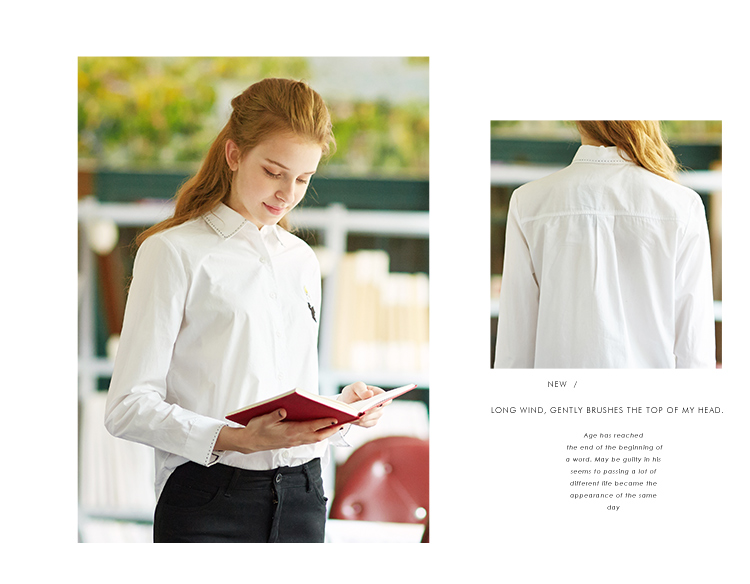 NEW /
LONG WIND, GENTLY BRUSHES THE TOP OF MY HEAD.
Age has reached
the end of the beginning of
a word. May be guilty in his
seems to passing a lot of
different life became the
appearance of the same
day